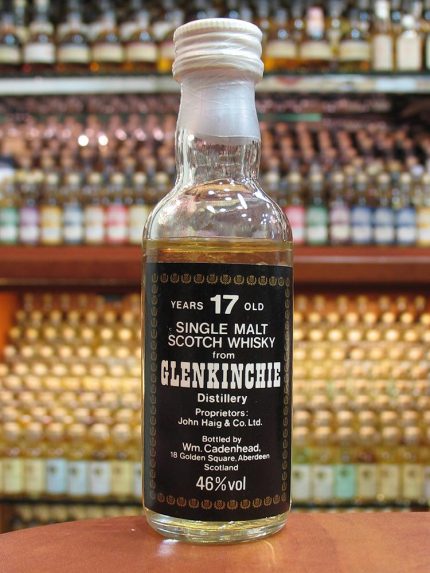 YEARS 17 OLD
SINGLE MALT
SCOTCH WHISKY
from
GLENKINCHIE
Distillery
Proprietors:
John Haig & Co. Ltd.
Bottled by
Wm. Cadenhead,
18 Golden Square, Aberdeen
Scotland
46%vol